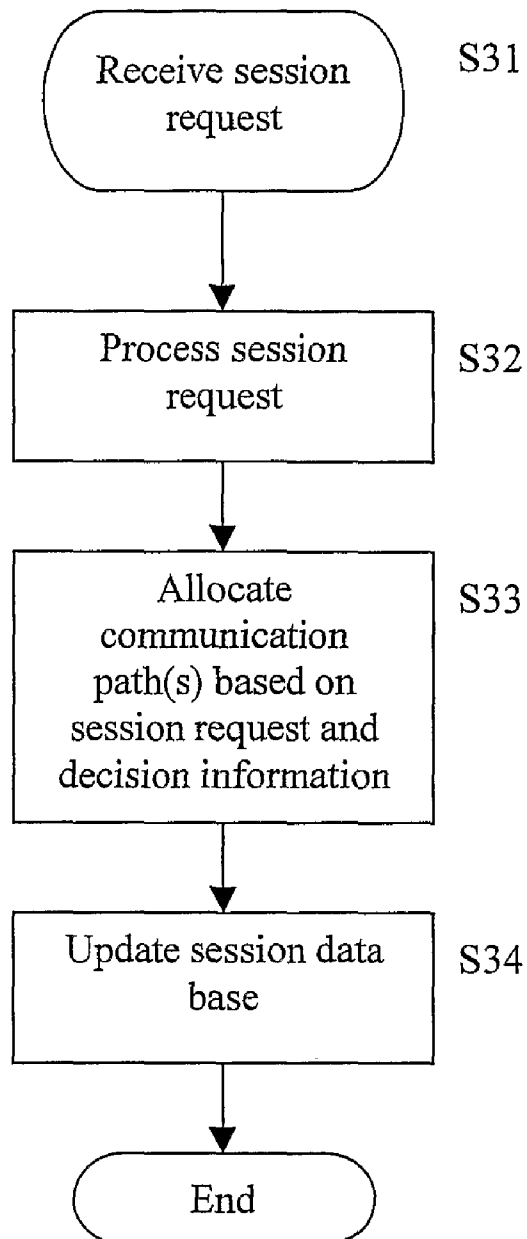 Receive session
request
S31
Process session
request
S32
Allocate
communication
path(s) based on
session request and
decision information
S33
Update session data
base
S34
End